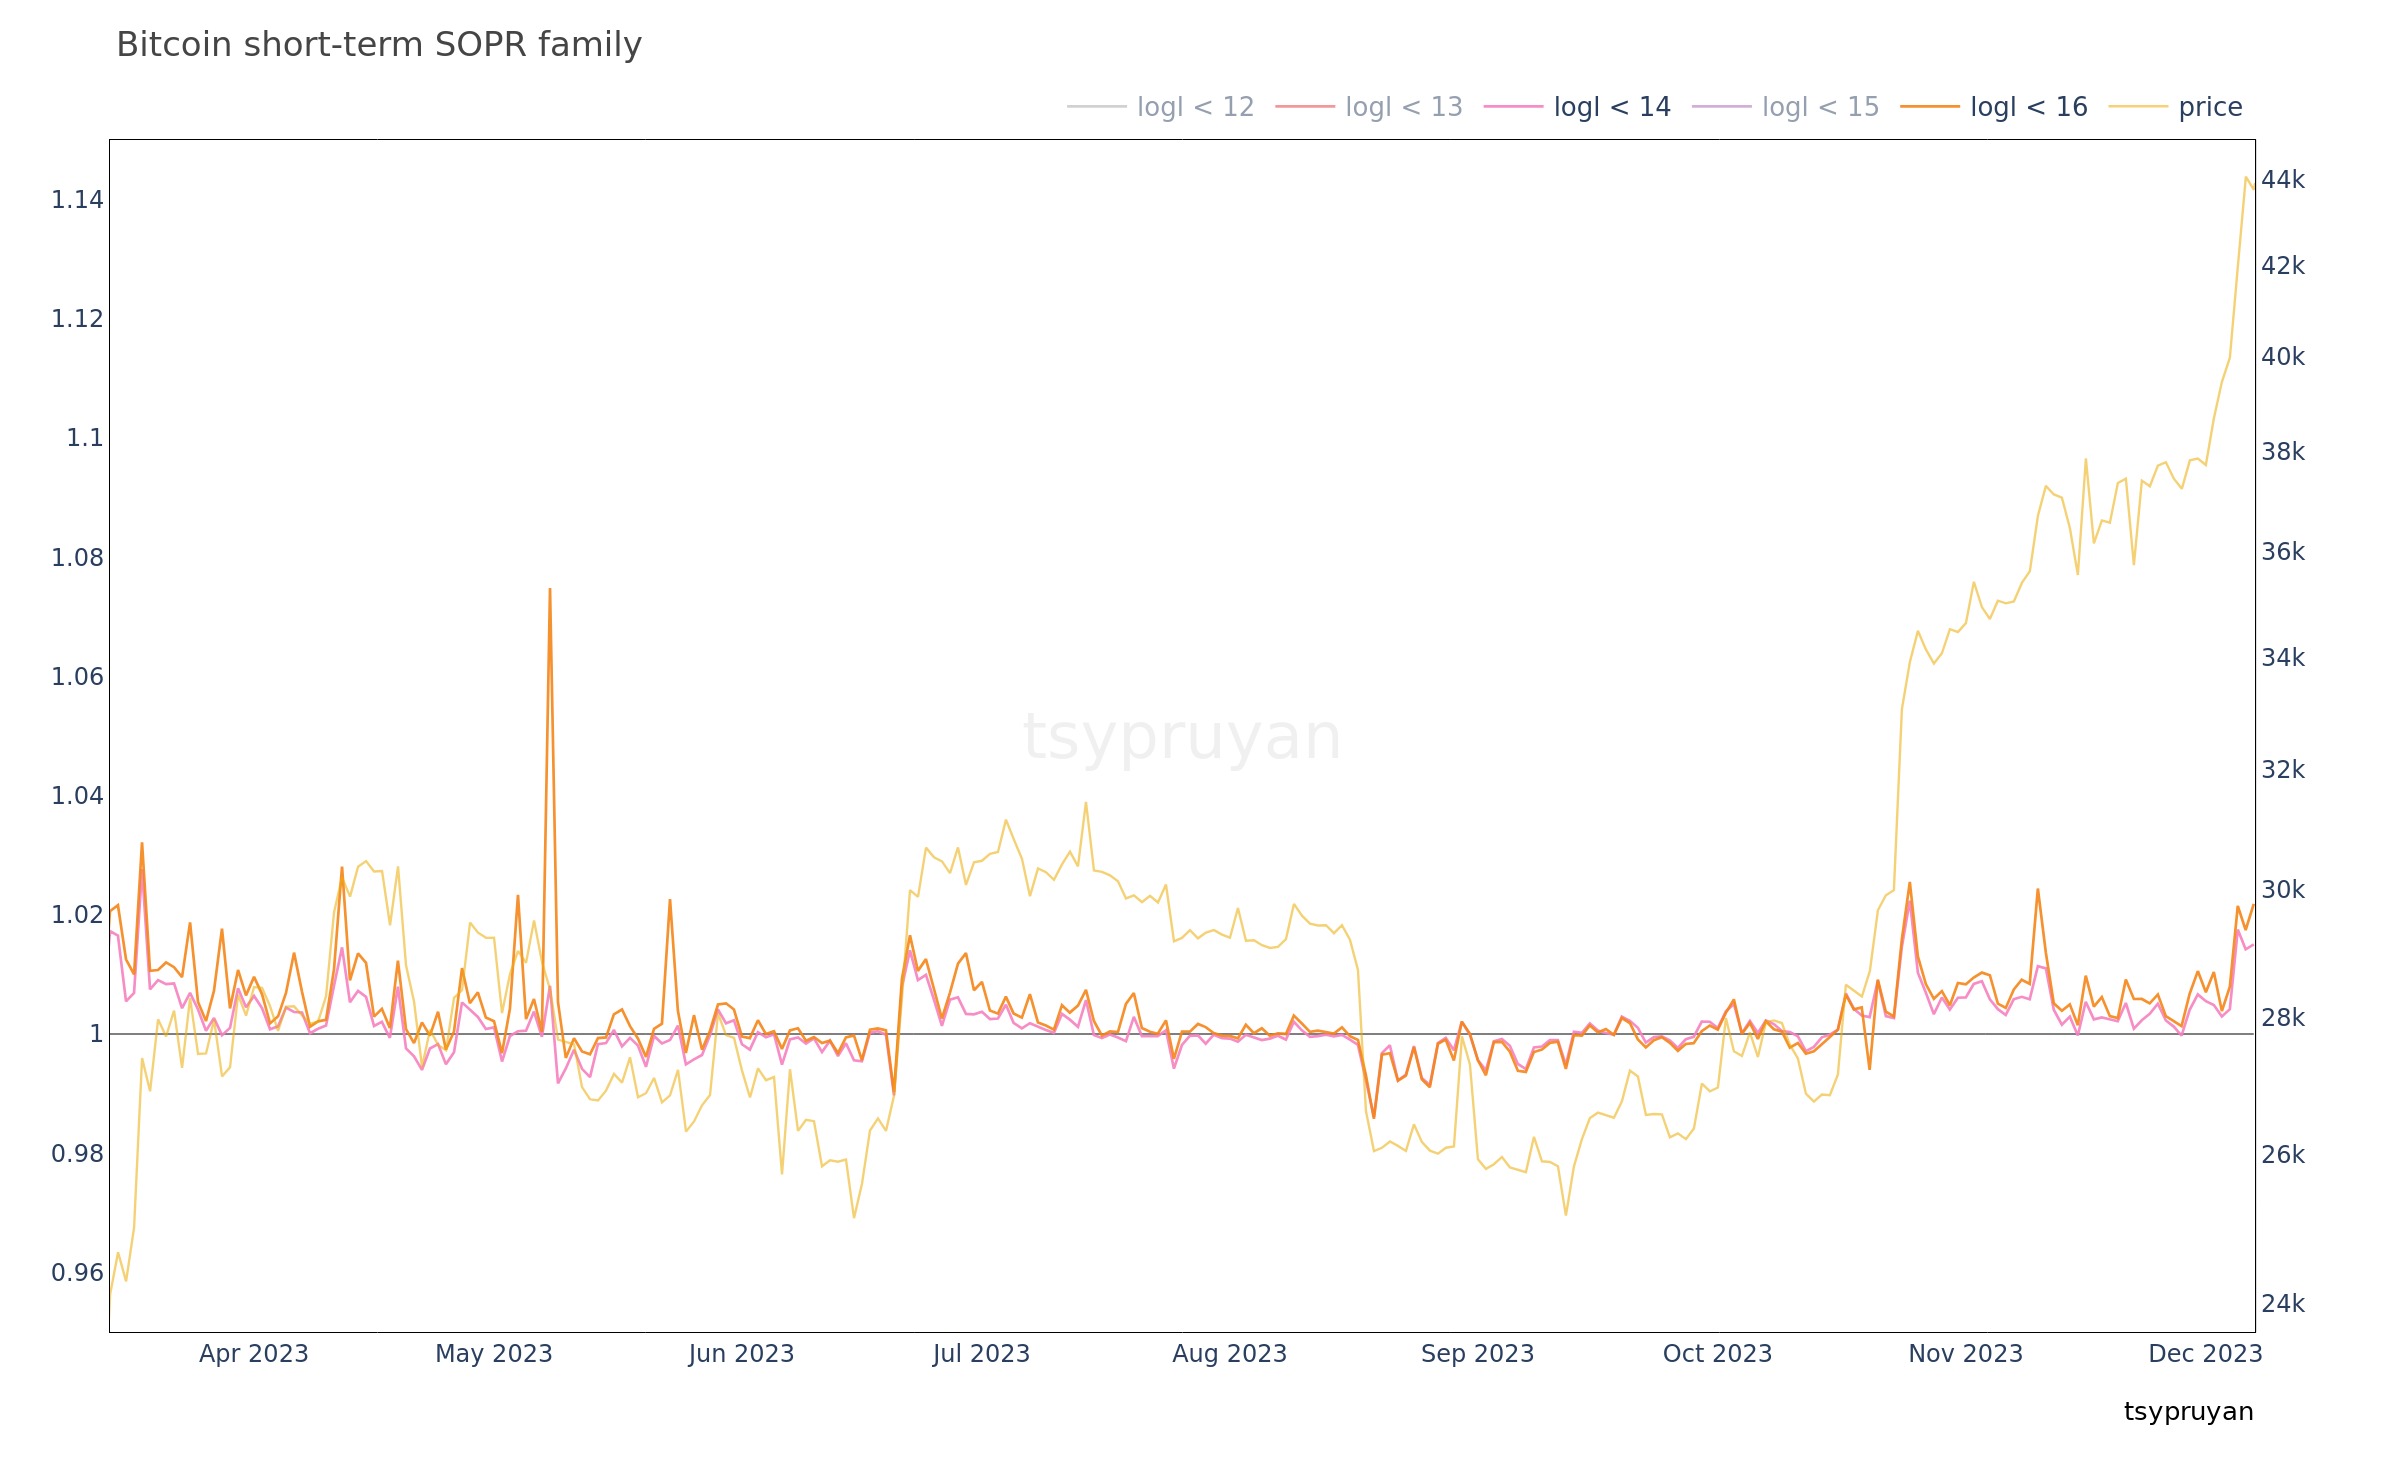 Bitcoin short-term SOPR family
logl < 12 logl < 13 logl < 14 logl < 15 logl < 16 price
1.14
1.12
1.1
1.08
1.06
1.04
1.02
1
0.98
0.96
44k
42k
40k
38k
36k
34k
32k
30k
28k
26k
24k
tsypruyan
Apr 2023 May 2023 Jun 2023 Jul 2023 Aug 2023 Sep 2023 Oct 2023 Nov 2023 Dec 2023
tsypruyan